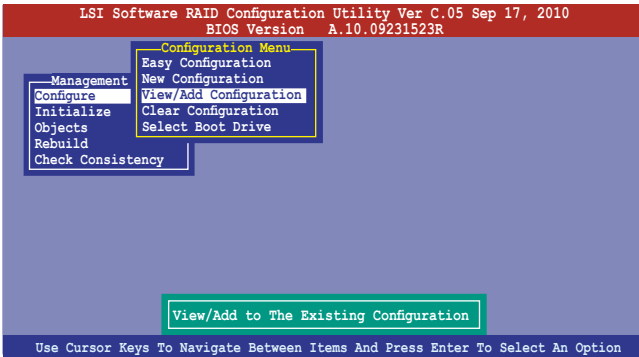 LSI Software RAID Configuration Utility Ver C.05 Sep 17, 2010
BIOS Version A.10.09231523R
Configuration Menu
Easy Configuration
New Configuration
View/Add Configuration
Clear Configuration
Select Boot Drive
Management
Configure
Initialize
Objects
Rebuild
Check Consistency
View/Add to The Existing Configuration
Use Cursor Keys To Navigate Between Items And Press Enter To Select An Option